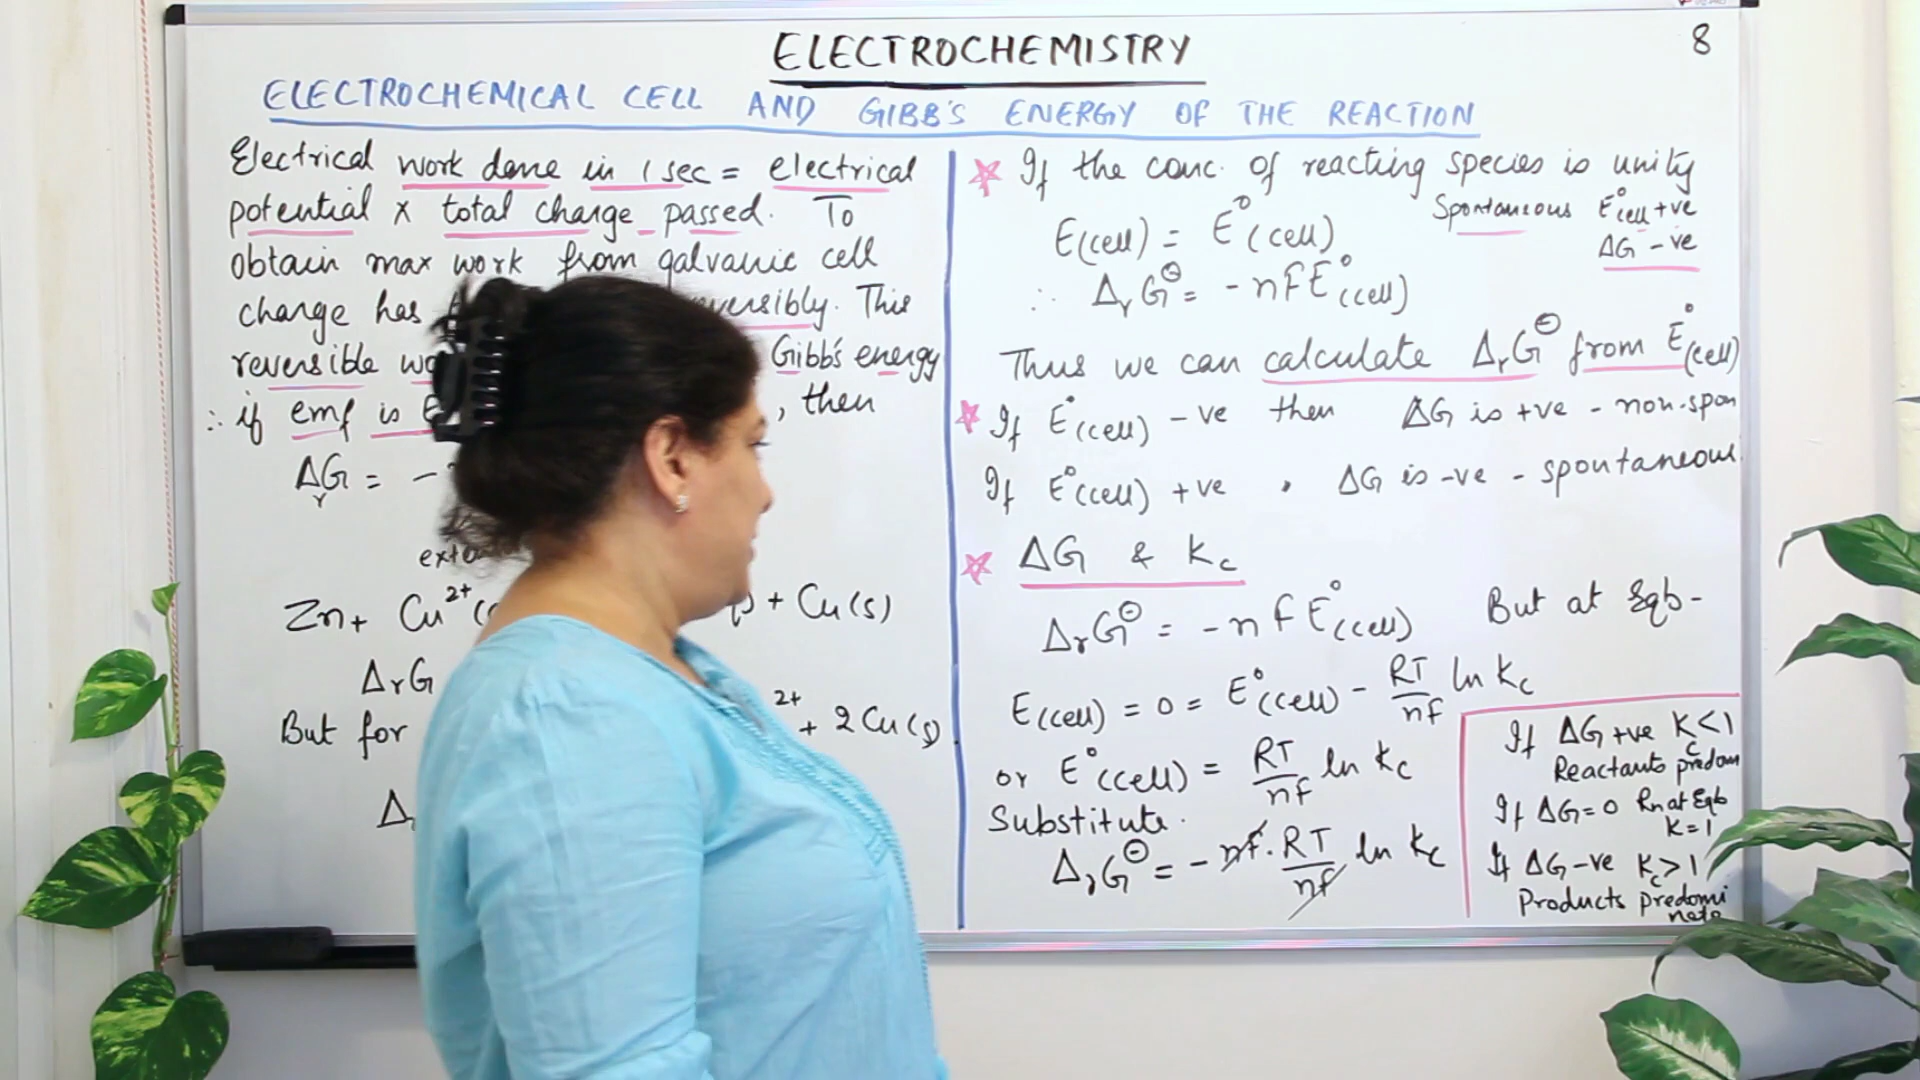 ELECTROCHEMISTRY
8
ELECTROCHEMICAL CELL AND GIBB'S ENERGY OF THE REACTION
Electrical work done in 1 sec = electrical
potential x total charge passed. To
obtain max work from galvanic cell
charge has
versibly. This
reversible
Gibb's energy
∴ if emf is E
, then
ΔrG = -
Zn + Cu²⁺(
+ Cu(s)
ΔrG
But for
2+ + 2Cu(s)
Δ
☆ If the conc. of reacting species is unity
E(cell) = E°(cell)
Spontaneous E°cell +ve
ΔG -ve
∴ ΔrG⊖ = -nFE°(cell)
Thus we can calculate ΔrG⊖ from E°(cell)
☆ If E°(cell) -ve then ΔG is +ve - non-spon
If E°(cell) +ve . ΔG is -ve - spontaneous.
☆ ΔG & Kc
ΔrG⊖ = -nFE°(cell) But at Eqb-
E(cell) = 0 = E°(cell) - RT/nF ln Kc
or E°(cell) = RT/nF ln Kc
Substitute.
ΔrG⊖ = -nF. RT/nF ln Kc
If ΔG +ve Kc<1
Reactants predom
If ΔG=0 Rn at Eqb
K=1
If ΔG -ve Kc>1
Products predomi
nate